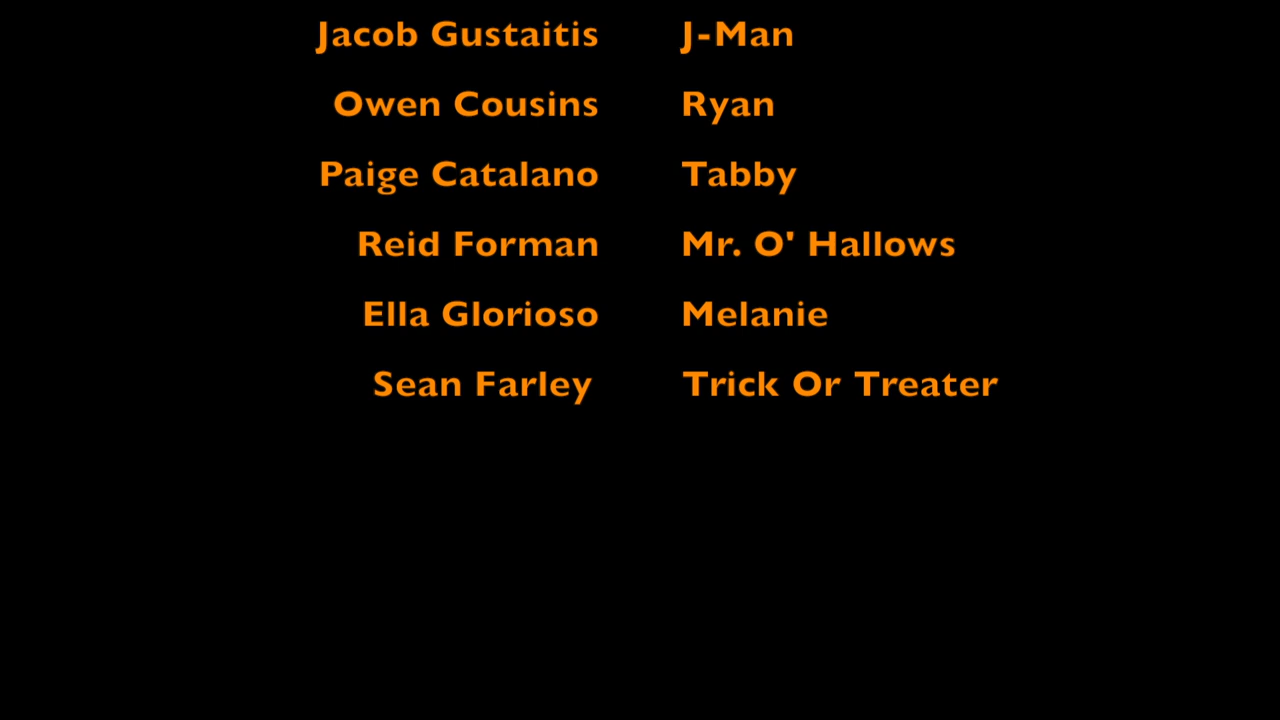 Jacob Gustaitis J-Man
Owen Cousins Ryan
Paige Catalano Tabby
Reid Forman Mr. O' Hallows
Ella Glorioso Melanie
Sean Farley Trick Or Treater